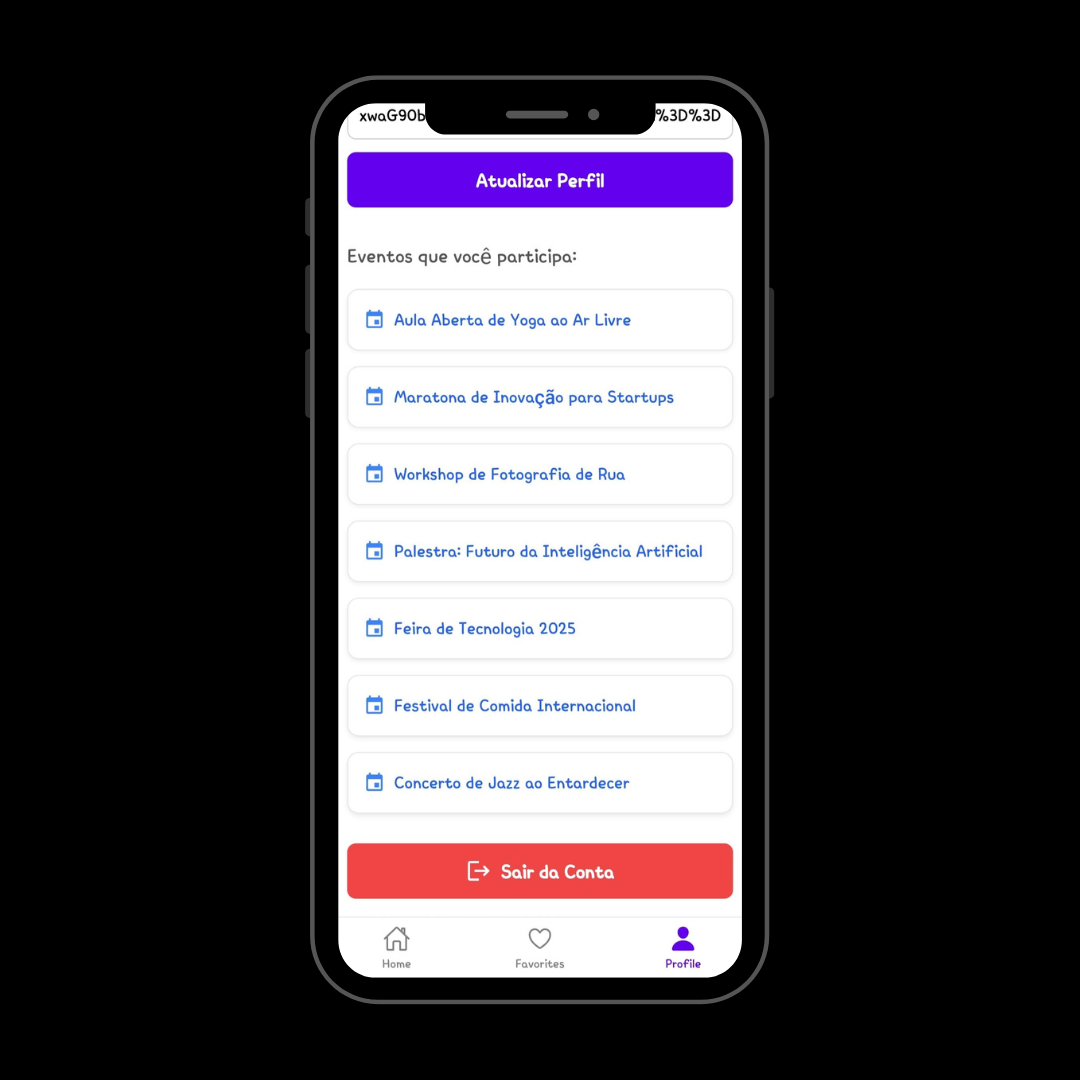 xwaG90b
%3D%3D
Atualizar Perfil
Eventos que você participa:
Aula Aberta de Yoga ao Ar Livre
Maratona de Inovação para Startups
Workshop de Fotografia de Rua
Palestra: Futuro da Inteligência Artificial
Feira de Tecnologia 2025
Festival de Comida Internacional
Concerto de Jazz ao Entardecer
Sair da Conta
Home
Favorites
Profile